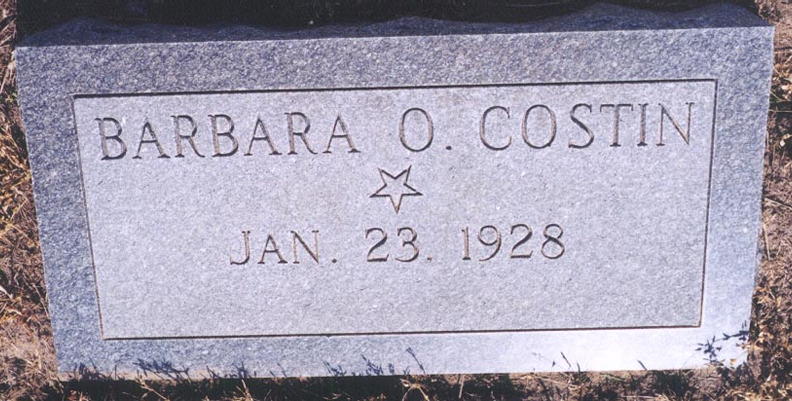 BARBARA O. COSTIN
JAN. 23. 1928